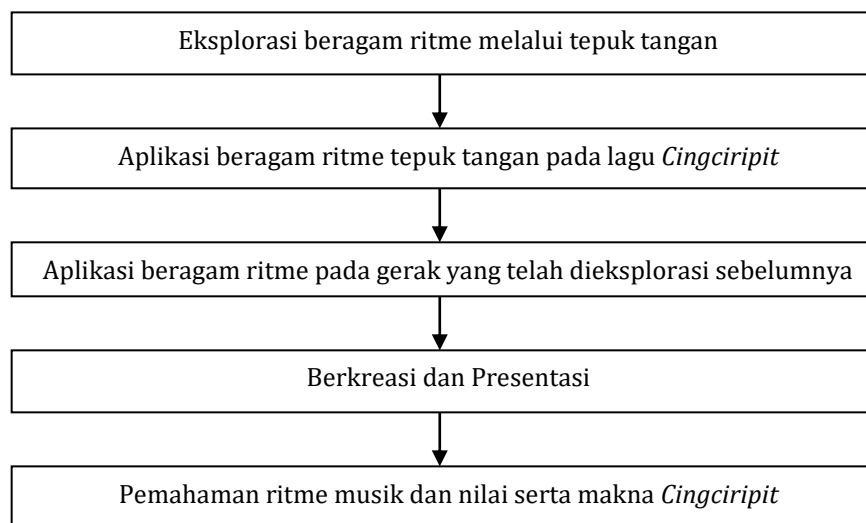 Eksplorasi beragam ritme melalui tepuk tangan
Aplikasi beragam ritme tepuk tangan pada lagu Cingciripit
Aplikasi beragam ritme pada gerak yang telah dieksplorasi sebelumnya
Berkreasi dan Presentasi
Pemahaman ritme musik dan nilai serta makna Cingciripit